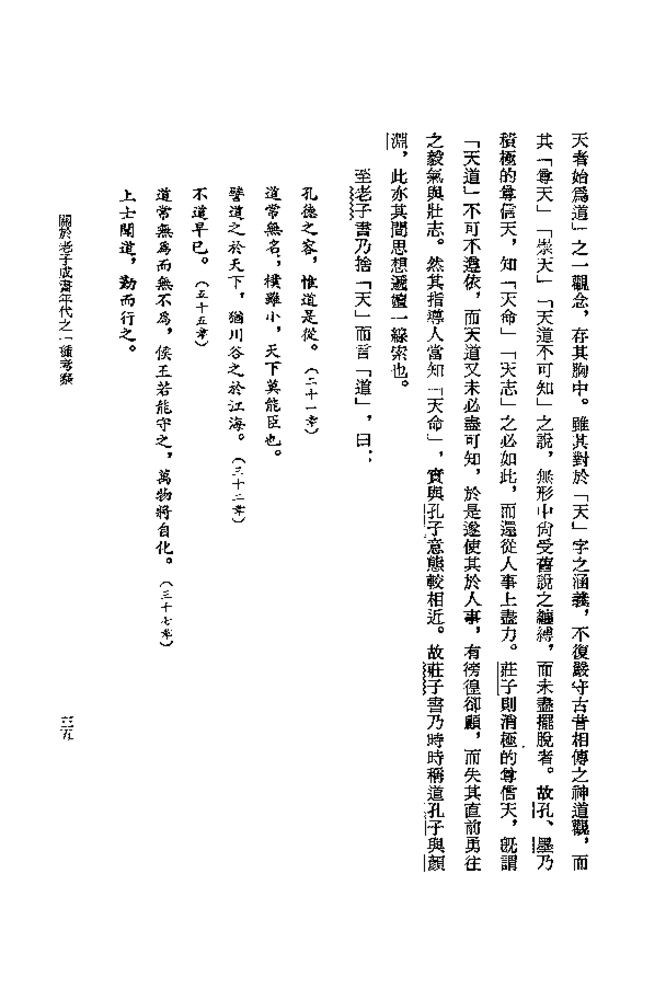 天者始爲道」之一觀念，存其胸中。雖其對於「天」字之涵義，不復嚴守古昔相傳之神道觀，而
其「尊天」「崇天」「天道不可知」之說，無形中尙受舊說之纏縛，而未盡擺脫者。故孔、墨乃
積極的尊信天，知「天命」「天志」之必如此，而還從人事上盡力。莊子則消極的尊信天，旣謂
「天道」不可不遵依，而天道又未必盡可知，於是遂使其於人事，有徬徨卻顧，而失其直前勇往
之毅氣與壯志。然其指導人當知「天命」，實與孔子意態較相近。故莊子書乃時時稱道孔子與顏
淵，此亦其間思想遞嬗一線索也。
至老子書乃捨「天」而言「道」，曰：
孔德之容，惟道是從。（二十一章）
道常無名，樸雖小，天下莫能臣也。
譬道之於天下，猶川谷之於江海。（三十二章）
不道早已。（五十五章）
道常無爲而無不爲，侯王若能守之，萬物將自化。（三十七章）
上士聞道，勤而行之。
關於老子成書年代之一種考察
三五